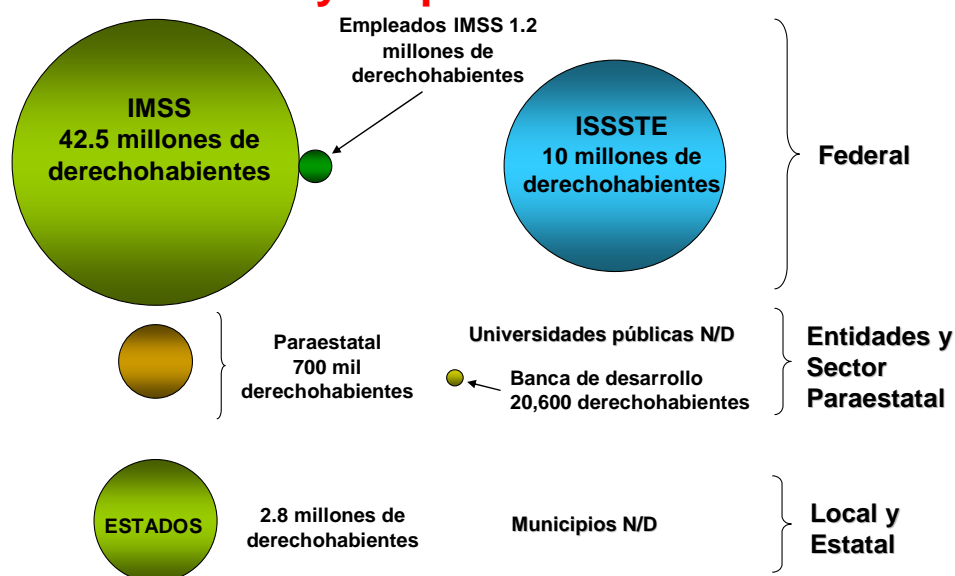 Empleados IMSS 1.2
millones de
derechohabientes
IMSS
42.5 millones de
derechohabientes
ISSSTE
10 millones de
derechohabientes
Federal
Paraestatal
700 mil
derechohabientes
Universidades públicas N/D
Banca de desarrollo
20,600 derechohabientes
Entidades y
Sector
Paraestatal
ESTADOS
2.8 millones de
derechohabientes
Municipios N/D
Local y
Estatal